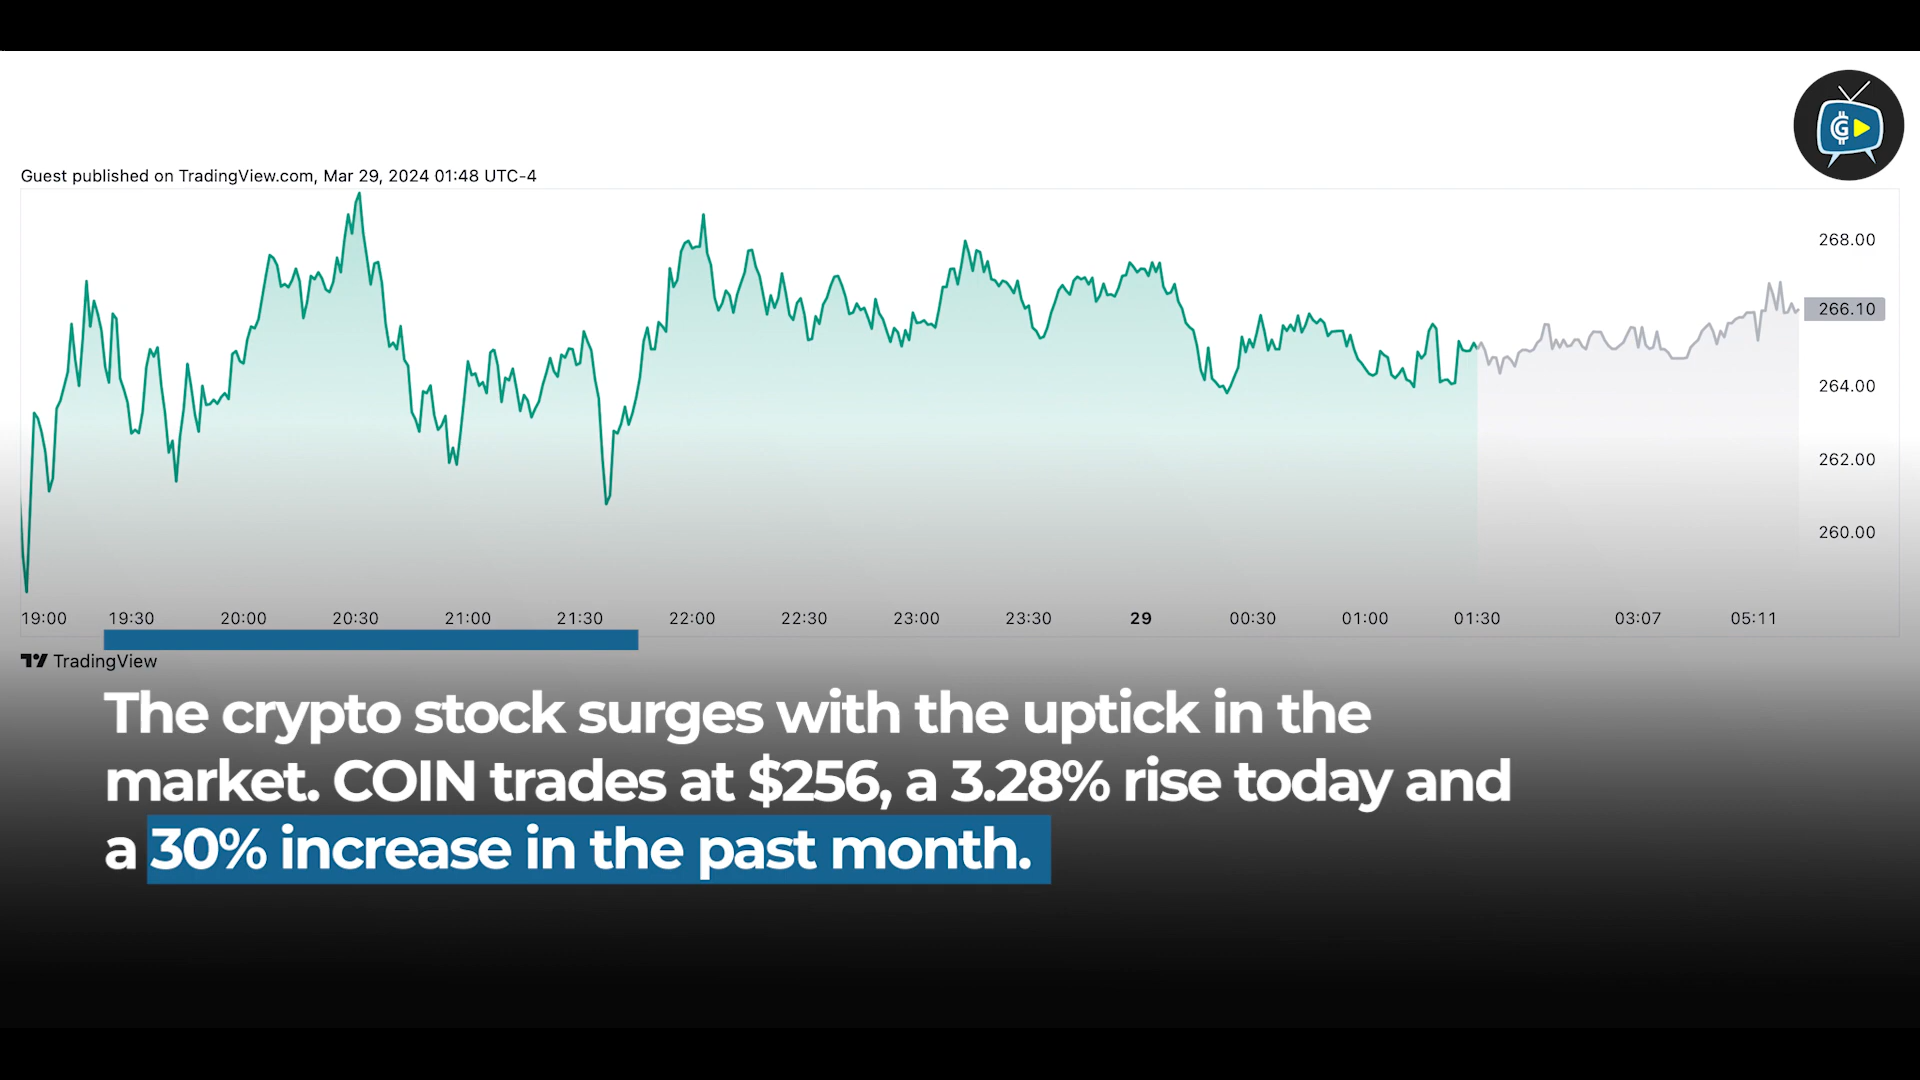 Guest published on TradingView.com, Mar 29, 2024 01:48 UTC-4
268.00
266.10
264.00
262.00
260.00
19:00 19:30 20:00 20:30 21:00 21:30 22:00 22:30 23:00 23:30 29 00:30 01:00 01:30 03:07 05:11
TradingView
The crypto stock surges with the uptick in the
market. COIN trades at $256, a 3.28% rise today and
a 30% increase in the past month.